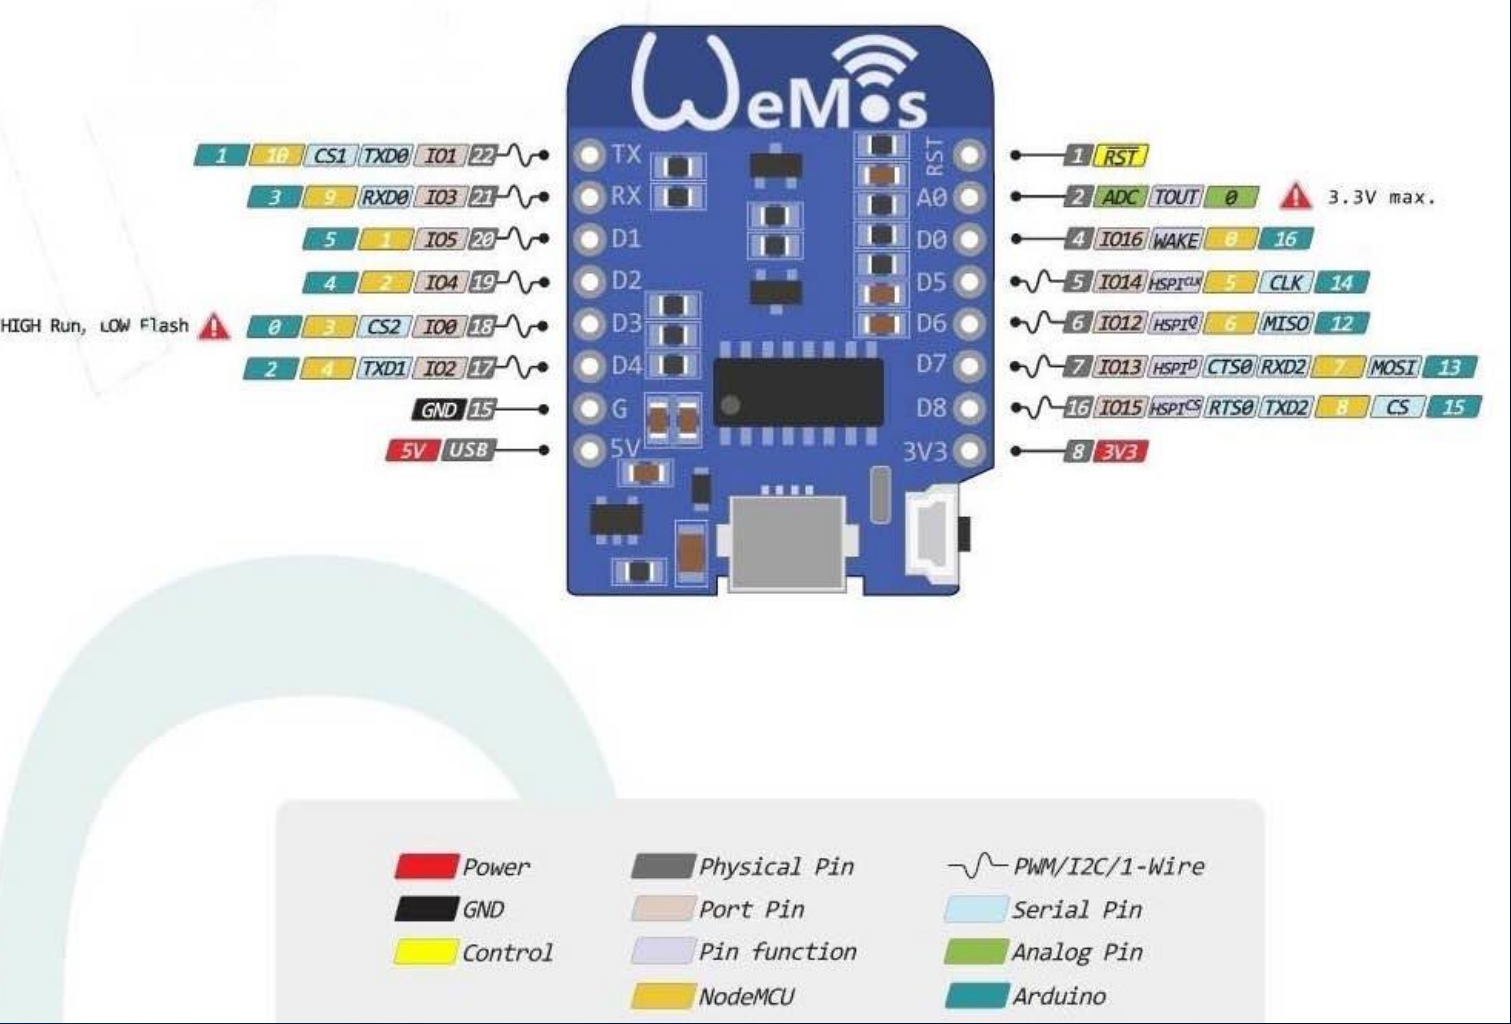 WeMos
1 10 CS1 TXD0 IO1 22 TX RST 1 RST
3 9 RXD0 IO3 21 RX A0 2 ADC TOUT 0 3.3V max.
5 1 IO5 20 D1 D0 4 IO16 WAKE 0 16
4 2 IO4 19 D2 D5 5 IO14 HSPICLK 5 CLK 14
HIGH Run, LOW Flash 0 3 CS2 IO0 18 D3 D6 6 IO12 HSPIQ 6 MISO 12
2 4 TXD1 IO2 17 D4 D7 7 IO13 HSPID CTS0 RXD2 7 MOSI 13
GND 15 G D8 16 IO15 HSPICS RTS0 TXD2 8 CS 15
5V USB 5V 3V3 8 3V3
Power Physical Pin PWM/I2C/1-Wire
GND Port Pin Serial Pin
Control Pin function Analog Pin
NodeMCU Arduino